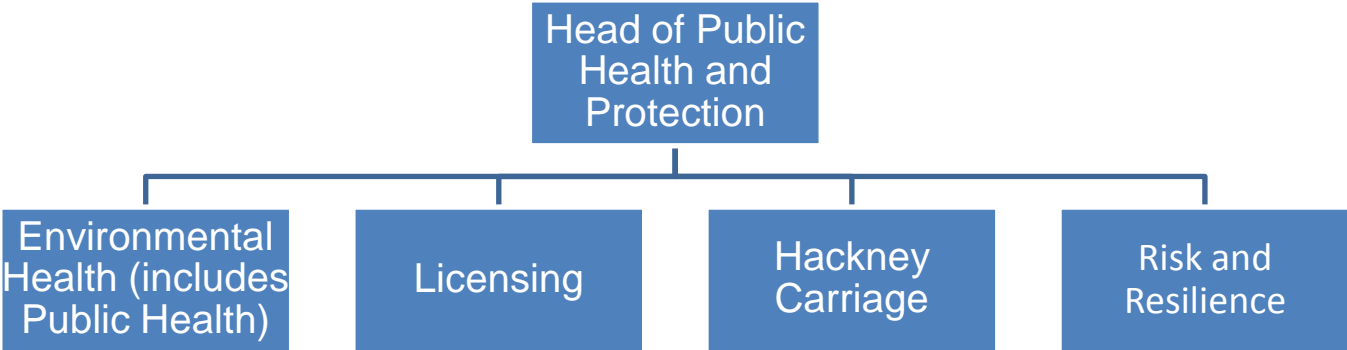 Head of Public
Health and
Protection
Environmental
Health (includes
Public Health)
Licensing
Hackney
Carriage
Risk and
Resilience